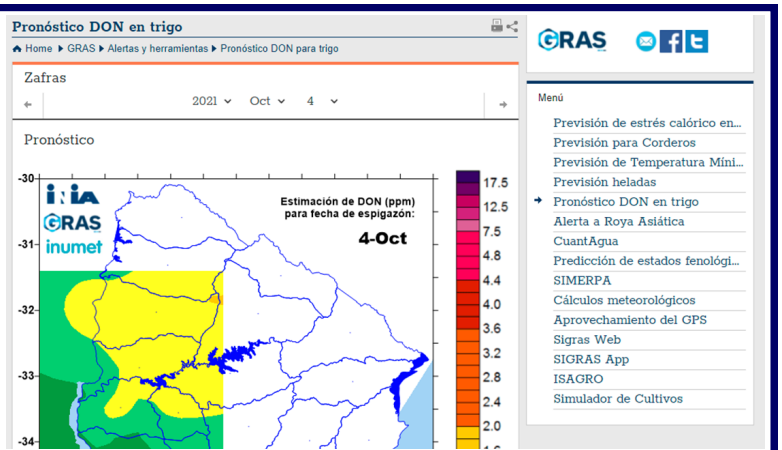 Pronóstico DON en trigo
Home GRAS Alertas y herramientas Pronóstico DON para trigo
Zafras
2021 Oct 4
Pronóstico
INIA
GRAS
inumet
Estimación de DON (ppm)
para fecha de espigazón:
4-Oct
-30
-31
-32
-33
-34
17.5
12.5
7.5
4.8
4.4
4.0
3.6
3.2
2.8
2.4
2.0
GRAS
Menú
Previsión de estrés calórico en...
Previsión para Corderos
Previsión de Temperatura Míni...
Previsión heladas
Pronóstico DON en trigo
Alerta a Roya Asiática
CuantAgua
Predicción de estados fenológi...
SIMERPA
Cálculos meteorológicos
Aprovechamiento del GPS
Sigras Web
SIGRAS App
ISAGRO
Simulador de Cultivos